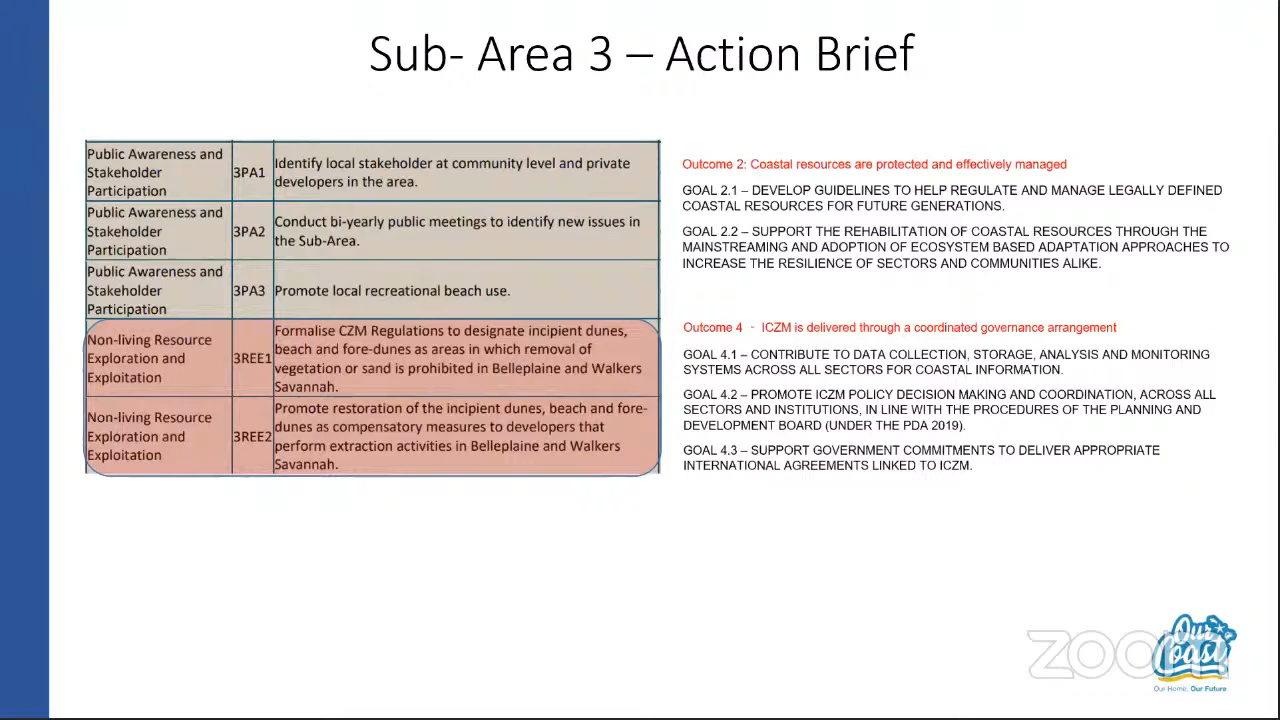 Sub- Area 3 – Action Brief
Public Awareness and
Stakeholder
Participation
3PA1
Identify local stakeholder at community level and private
developers in the area.
Public Awareness and
Stakeholder
Participation
3PA2
Conduct bi-yearly public meetings to identify new issues in
the Sub-Area.
Public Awareness and
Stakeholder
Participation
3PA3
Promote local recreational beach use.
Non-living Resource
Exploration and
Exploitation
3REE1
Formalise CZM Regulations to designate incipient dunes,
beach and fore-dunes as areas in which removal of
vegetation or sand is prohibited in Belleplaine and Walkers
Savannah.
Non-living Resource
Exploration and
Exploitation
3REE2
Promote restoration of the incipient dunes, beach and fore-
dunes as compensatory measures to developers that
perform extraction activities in Belleplaine and Walkers
Savannah.
Outcome 2: Coastal resources are protected and effectively managed
GOAL 2.1 – DEVELOP GUIDELINES TO HELP REGULATE AND MANAGE LEGALLY DEFINED
COASTAL RESOURCES FOR FUTURE GENERATIONS.
GOAL 2.2 – SUPPORT THE REHABILITATION OF COASTAL RESOURCES THROUGH THE
MAINSTREAMING AND ADOPTION OF ECOSYSTEM BASED ADAPTATION APPROACHES TO
INCREASE THE RESILIENCE OF SECTORS AND COMMUNITIES ALIKE.
Outcome 4 - ICZM is delivered through a coordinated governance arrangement
GOAL 4.1 – CONTRIBUTE TO DATA COLLECTION, STORAGE, ANALYSIS AND MONITORING
SYSTEMS ACROSS ALL SECTORS FOR COASTAL INFORMATION.
GOAL 4.2 – PROMOTE ICZM POLICY DECISION MAKING AND COORDINATION, ACROSS ALL
SECTORS AND INSTITUTIONS, IN LINE WITH THE PROCEDURES OF THE PLANNING AND
DEVELOPMENT BOARD (UNDER THE PDA 2019).
GOAL 4.3 – SUPPORT GOVERNMENT COMMITMENTS TO DELIVER APPROPRIATE
INTERNATIONAL AGREEMENTS LINKED TO ICZM.
zoom
Our
Coast
Our Home, Our Future